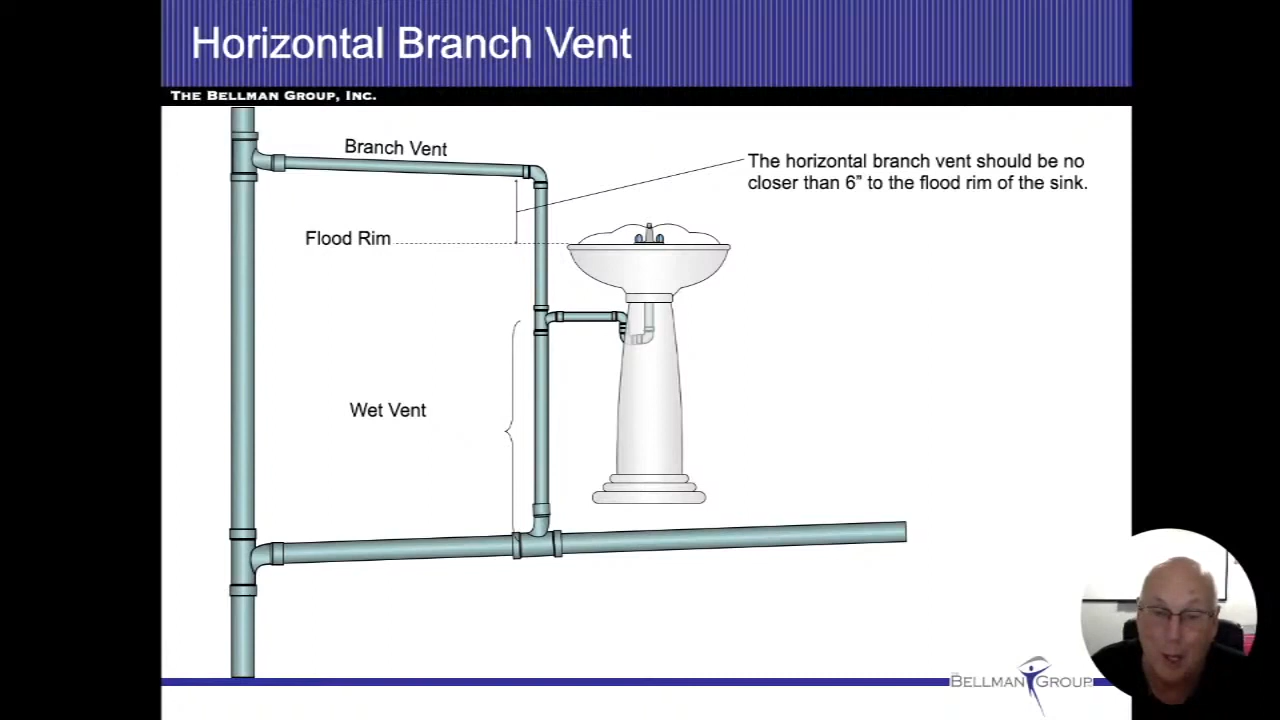 Horizontal Branch Vent
THE BELLMAN GROUP, INC.
Branch Vent
The horizontal branch vent should be no
closer than 6” to the flood rim of the sink.
Flood Rim
Wet Vent
BELLMAN GROUP